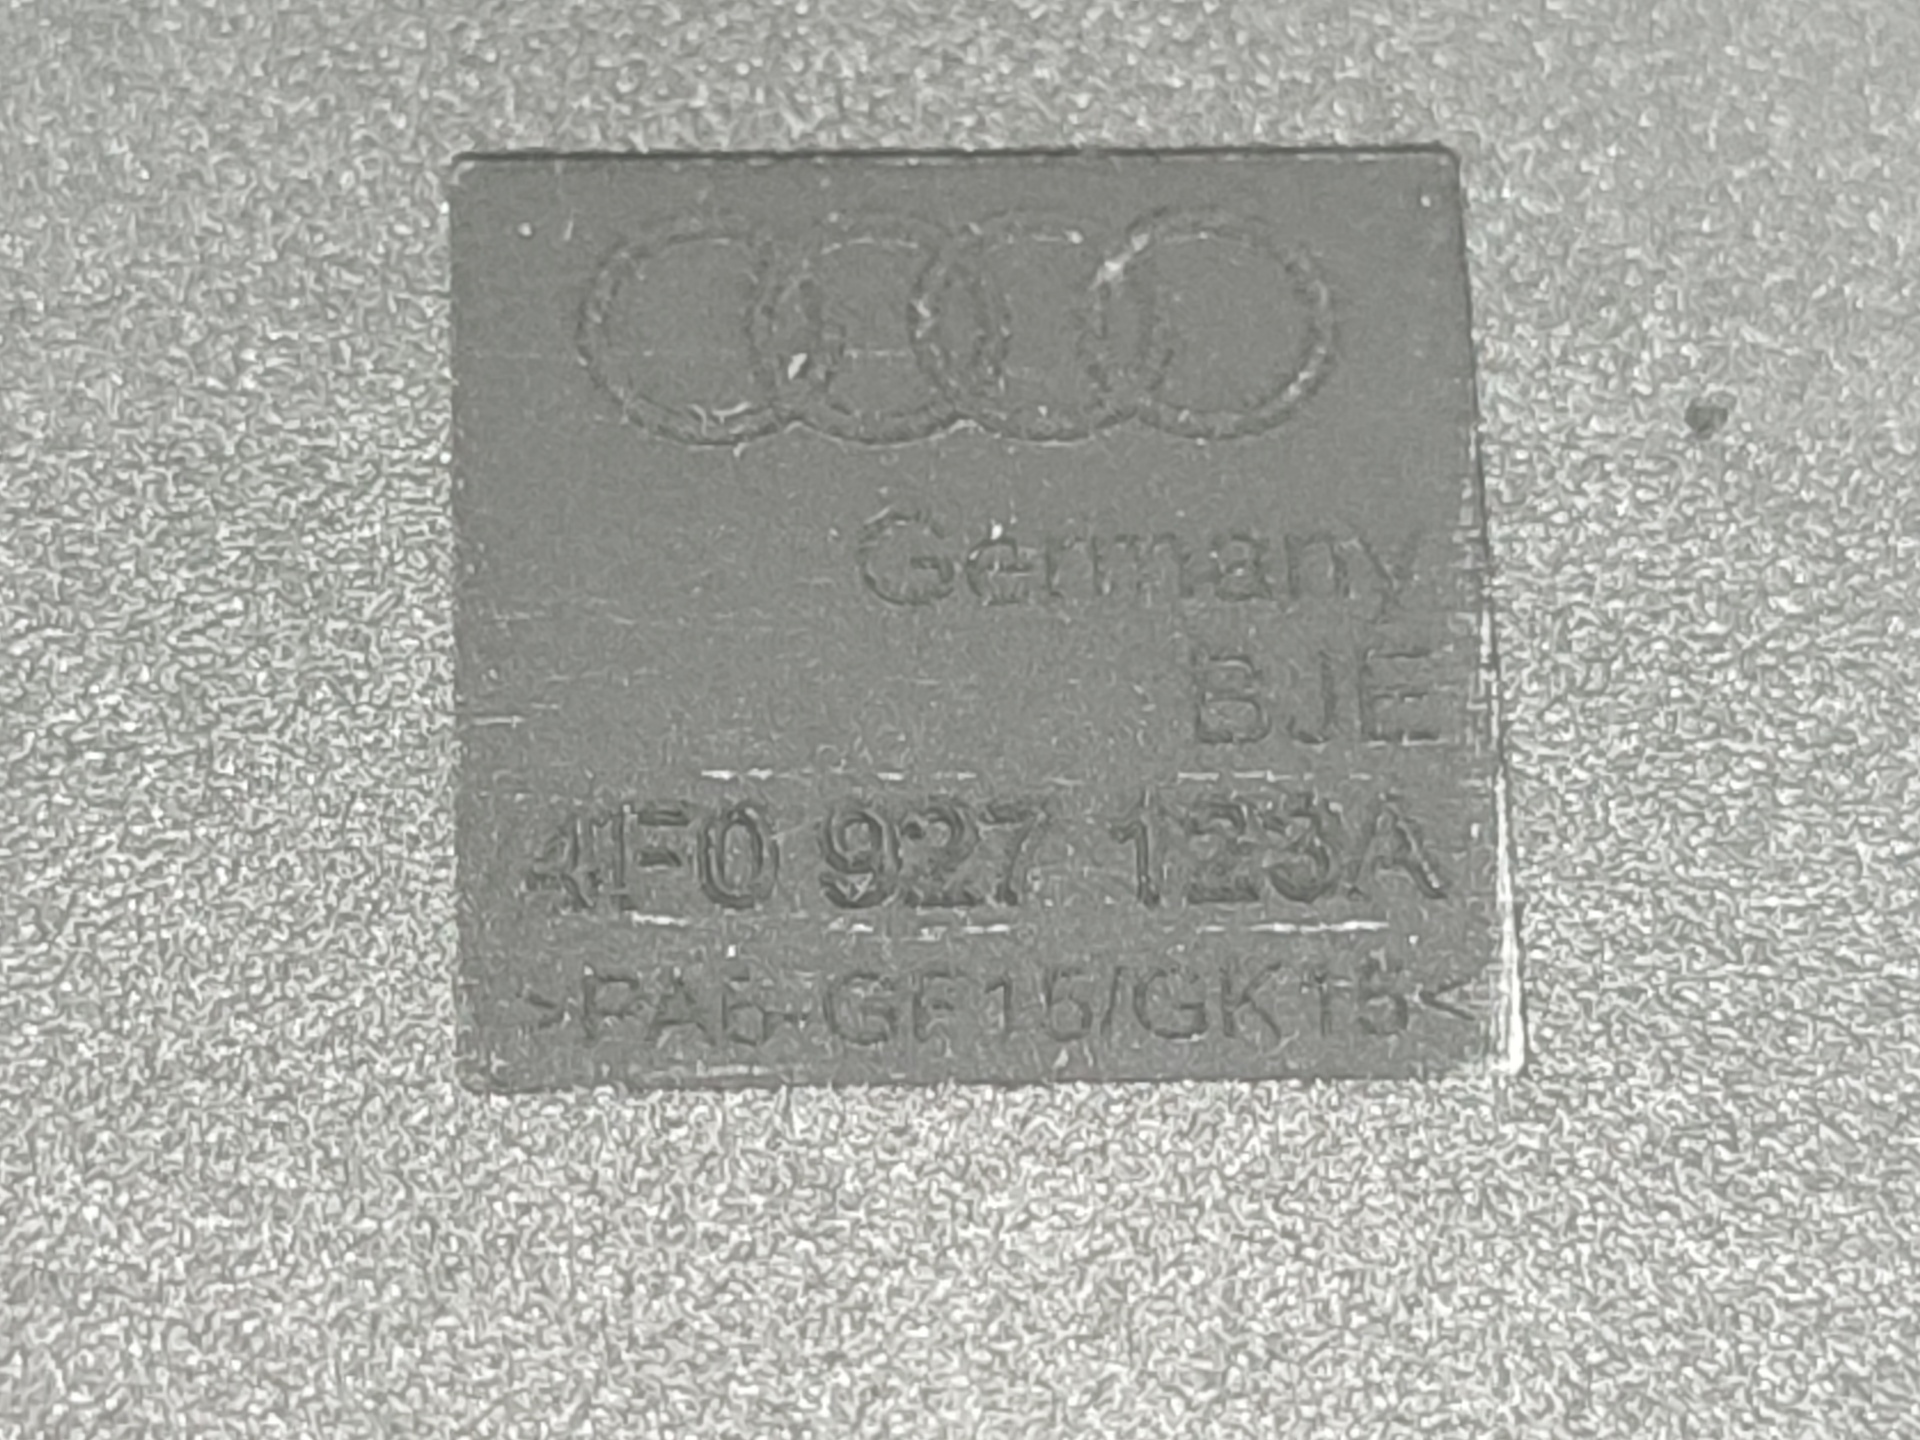 Germany
BJE
4F0 927 123A
>PA6-GF15/GK15<